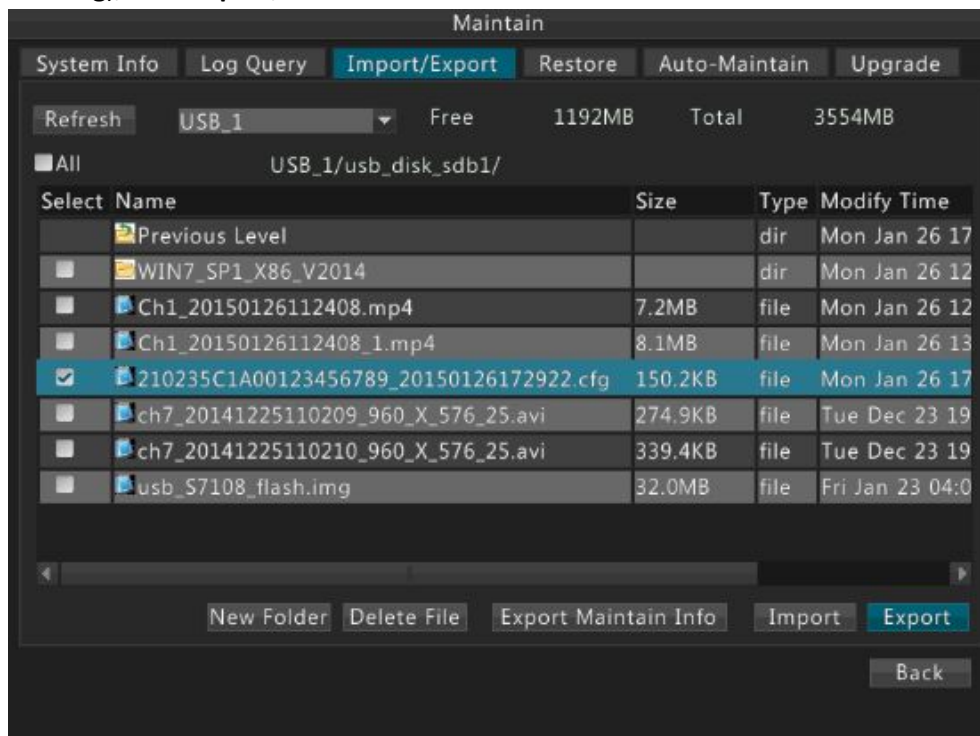 Maintain
System Info Log Query Import/Export Restore Auto-Maintain Upgrade
Refresh USB_1 Free 1192MB Total 3554MB
All USB_1/usb_disk_sdb1/
Select Name Size Type Modify Time
Previous Level dir Mon Jan 26 17
WIN7_SP1_X86_V2014 dir Mon Jan 26 12
Ch1_20150126112408.mp4 7.2MB file Mon Jan 26 12
Ch1_20150126112408_1.mp4 8.1MB file Mon Jan 26 13
210235C1A00123456789_20150126172922.cfg 150.2KB file Mon Jan 26 17
ch7_20141225110209_960_X_576_25.avi 274.9KB file Tue Dec 23 19
ch7_20141225110210_960_X_576_25.avi 339.4KB file Tue Dec 23 19
usb_S7108_flash.img 32.0MB file Fri Jan 23 04:0
New Folder Delete File Export Maintain Info Import Export
Back